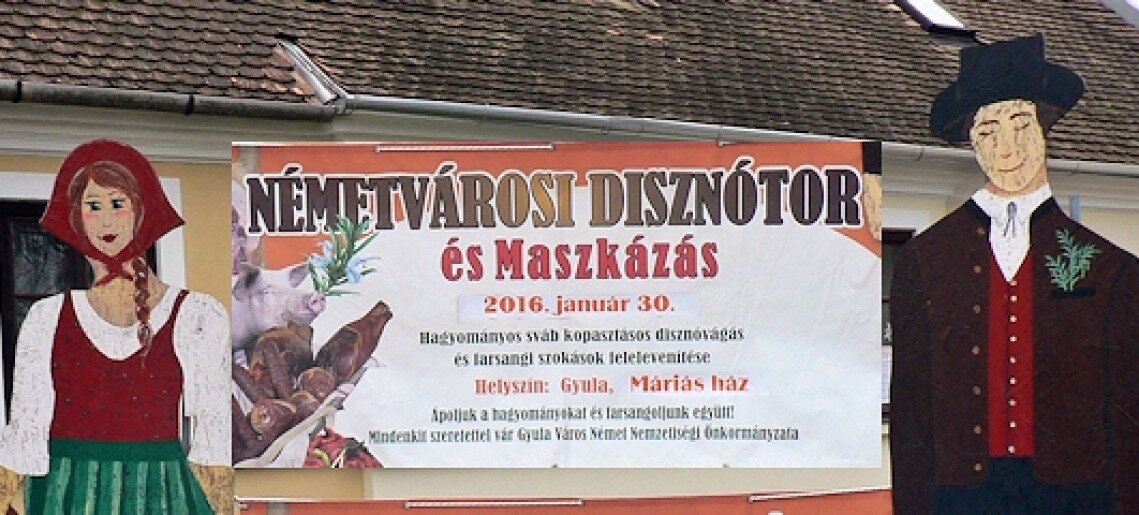 NÉMETVÁROSI DISZNÓTOR
és Maszkázás
2016. január 30.
Hagyományos sváb kopasztásos disznóvágás
és farsangi szokások felelevenítése
Helyszín: Gyula, Máriás ház
Ápoljuk a hagyományokat és farsangoljunk együtt!
Mindenkit szeretettel vár Gyula Város Német Nemzetiségi Önkormányzata